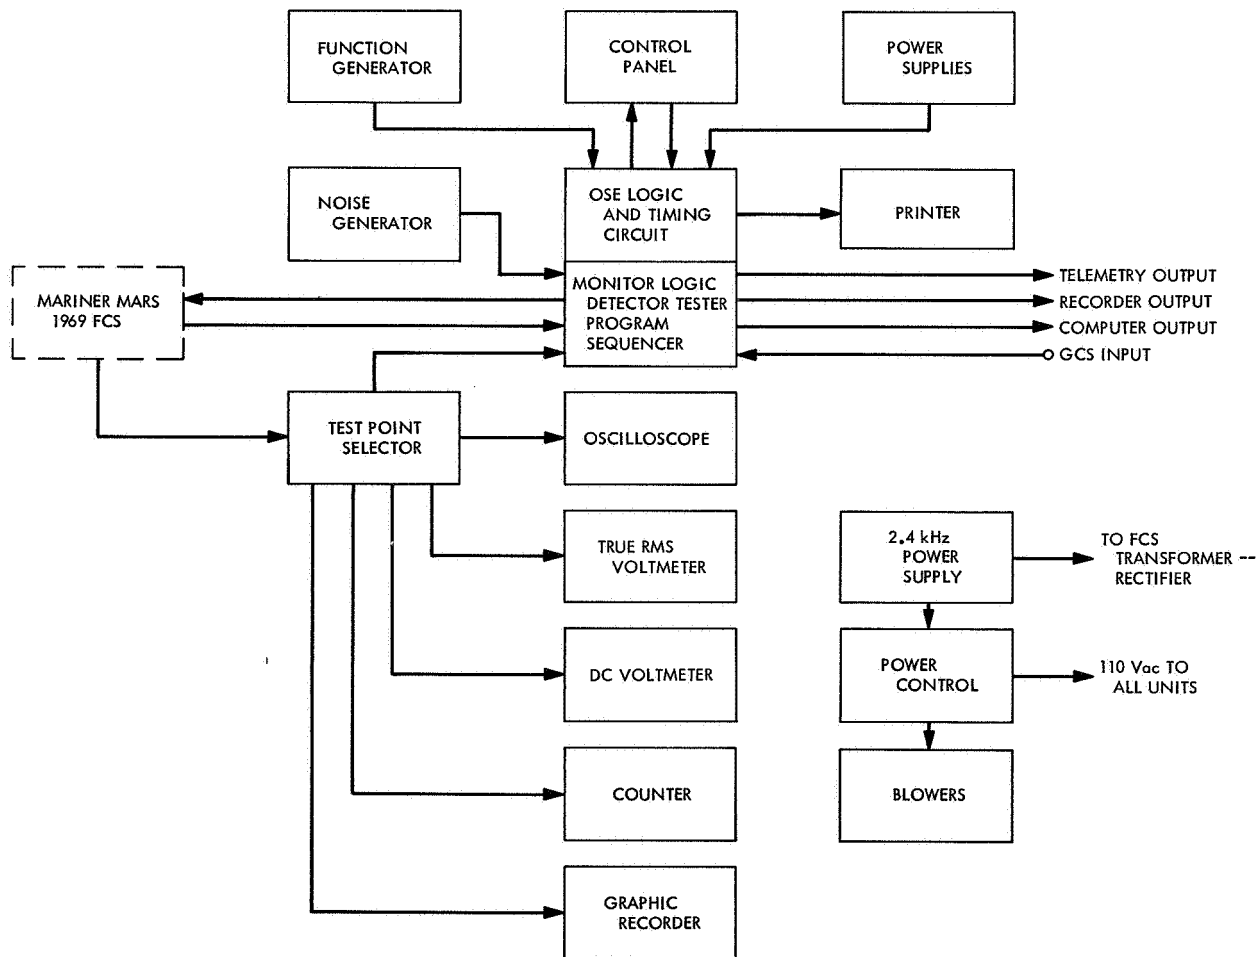 FUNCTION
GENERATOR
CONTROL
PANEL
POWER
SUPPLIES
NOISE
GENERATOR
OSE LOGIC
AND TIMING
CIRCUIT
PRINTER
MARINER MARS
1969 FCS
MONITOR LOGIC
DETECTOR TESTER
PROGRAM
SEQUENCER
TELEMETRY OUTPUT
RECORDER OUTPUT
COMPUTER OUTPUT
GCS INPUT
TEST POINT
SELECTOR
OSCILLOSCOPE
TRUE RMS
VOLTMETER
2.4 kHz
POWER
SUPPLY
TO FCS
TRANSFORMER --
RECTIFIER
DC VOLTMETER
POWER
CONTROL
110 Vac TO
ALL UNITS
COUNTER
BLOWERS
GRAPHIC
RECORDER